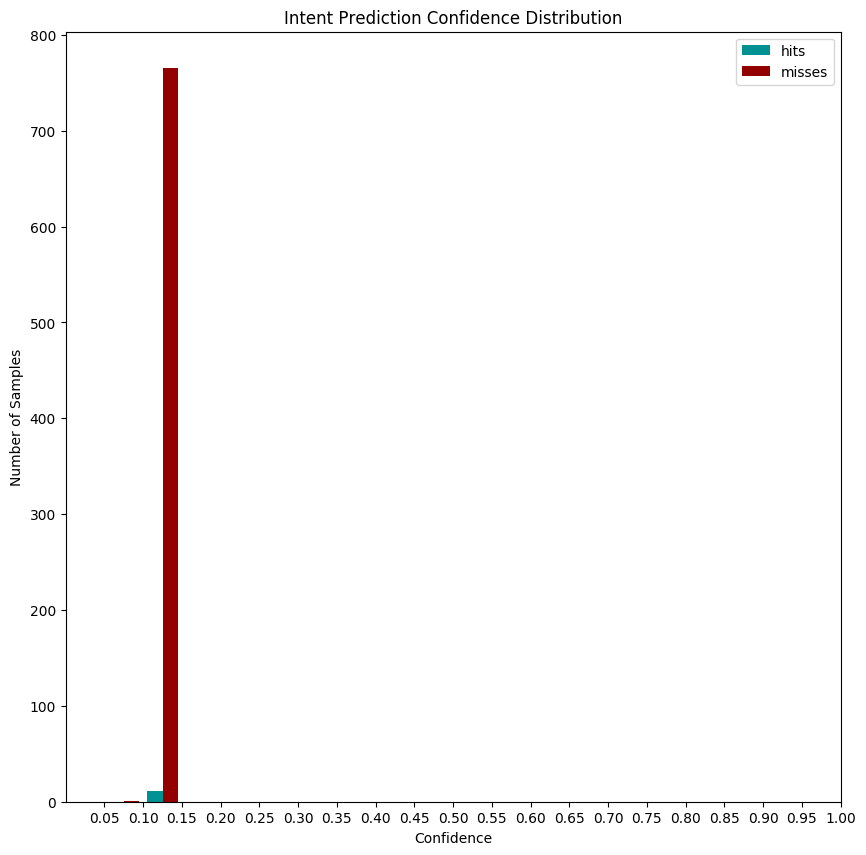 Intent Prediction Confidence Distribution
hits
misses
800
700
600
500
400
300
200
100
0
Number of Samples
0.05 0.10 0.15 0.20 0.25 0.30 0.35 0.40 0.45 0.50 0.55 0.60 0.65 0.70 0.75 0.80 0.85 0.90 0.95 1.00
Confidence